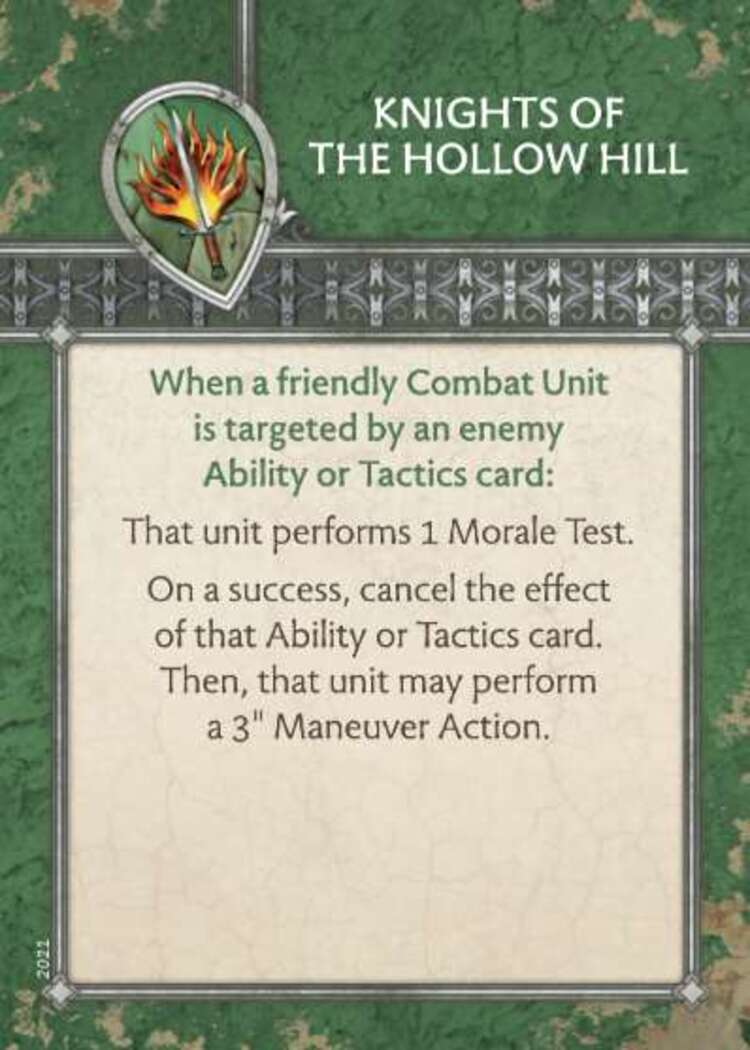 KNIGHTS OF
THE HOLLOW HILL
When a friendly Combat Unit
is targeted by an enemy
Ability or Tactics card:
That unit performs 1 Morale Test.
On a success, cancel the effect
of that Ability or Tactics card.
Then, that unit may perform
a 3" Maneuver Action.
2021